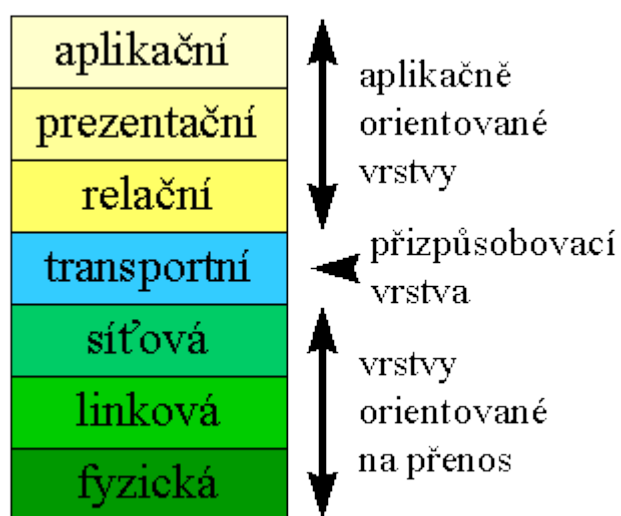 aplikační
prezentační
relační
transportní
síťová
linková
fyzická
aplikačně
orientované
vrstvy
přizpůsobovací
vrstva
vrstvy
orientované
na přenos